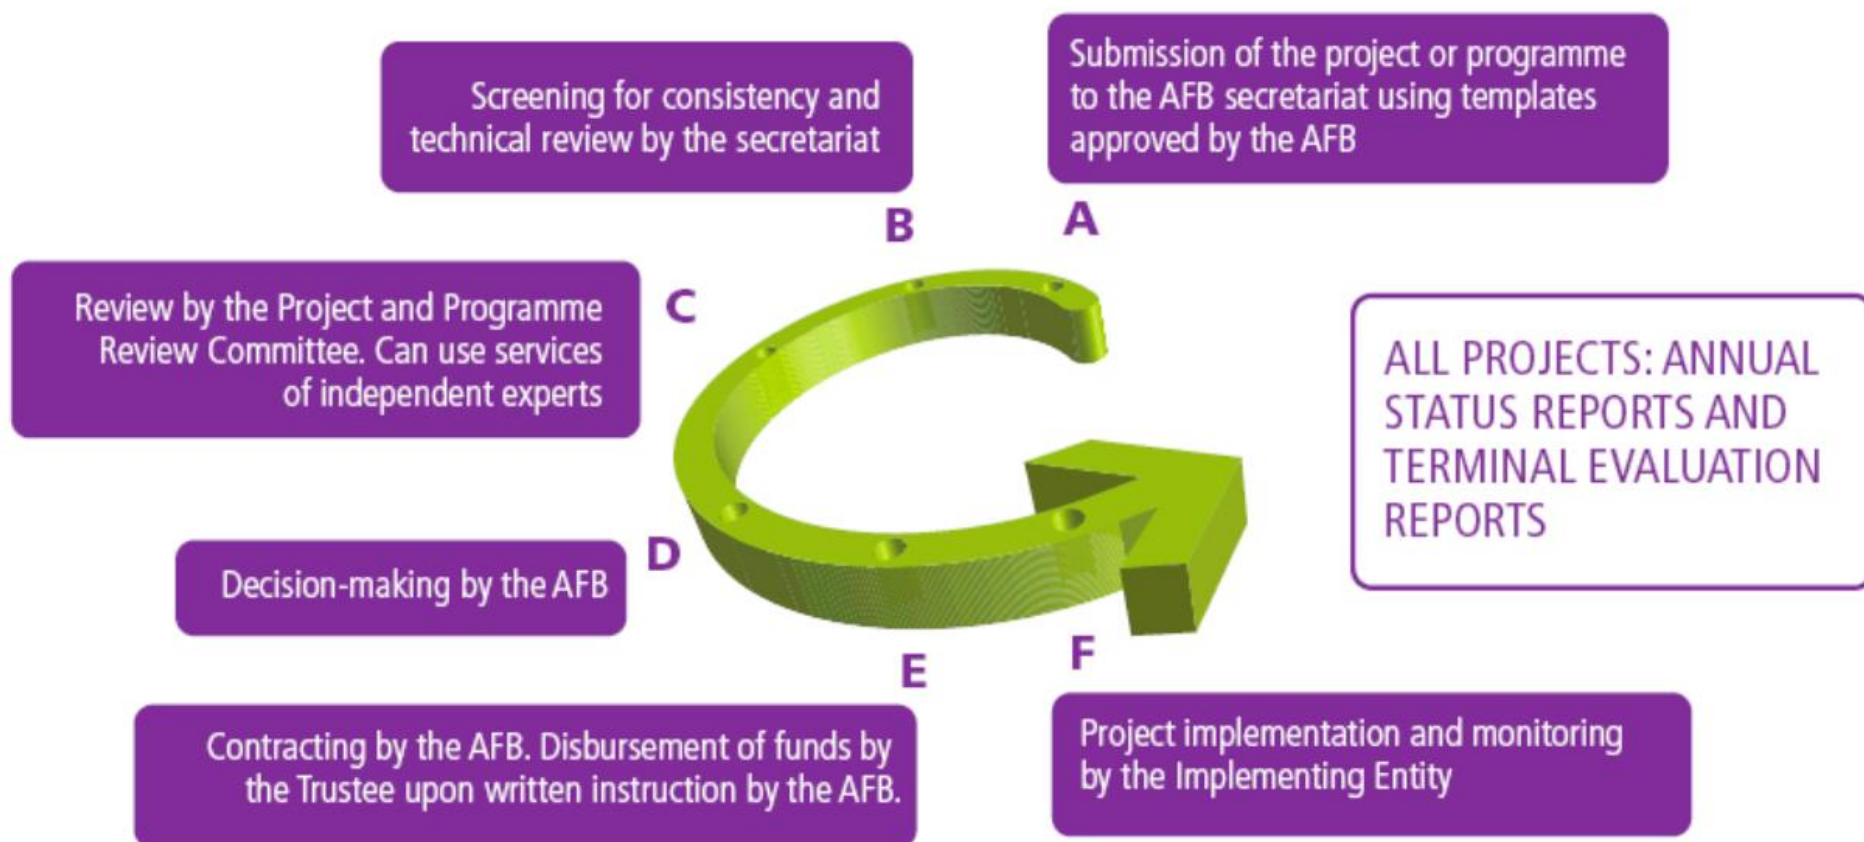 Submission of the project or programme
to the AFB secretariat using templates
approved by the AFB
A
Screening for consistency and
technical review by the secretariat
B
Review by the Project and Programme
Review Committee. Can use services
of independent experts
C
Decision-making by the AFB
D
Contracting by the AFB. Disbursement of funds by
the Trustee upon written instruction by the AFB.
E
Project implementation and monitoring
by the Implementing Entity
F
ALL PROJECTS: ANNUAL
STATUS REPORTS AND
TERMINAL EVALUATION
REPORTS